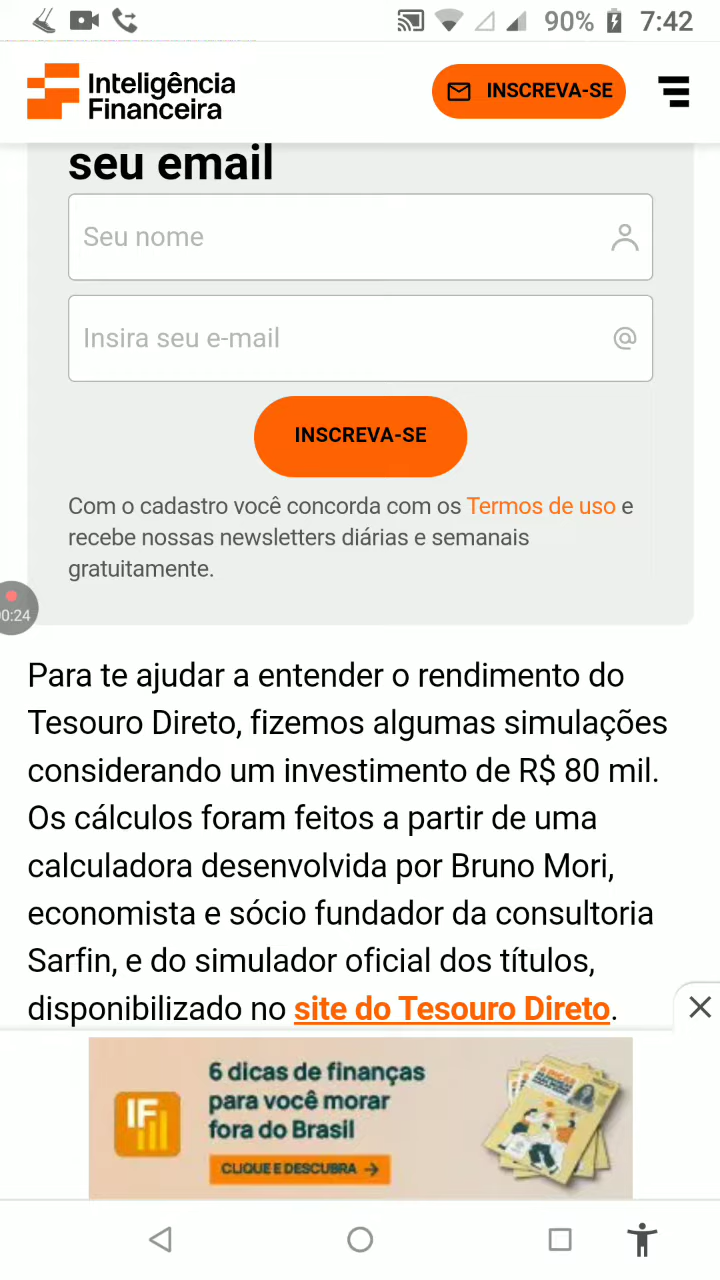 90% 7:42
Inteligência
Financeira
INSCREVA-SE
seu email
Seu nome
Insira seu e-mail
INSCREVA-SE
Com o cadastro você concorda com os Termos de uso e
recebe nossas newsletters diárias e semanais
gratuitamente.
0:24
Para te ajudar a entender o rendimento do
Tesouro Direto, fizemos algumas simulações
considerando um investimento de R$ 80 mil.
Os cálculos foram feitos a partir de uma
calculadora desenvolvida por Bruno Mori,
economista e sócio fundador da consultoria
Sarfin, e do simulador oficial dos títulos,
disponibilizado no site do Tesouro Direto.
IF
6 dicas de finanças
para você morar
fora do Brasil
CLIQUE E DESCUBRA